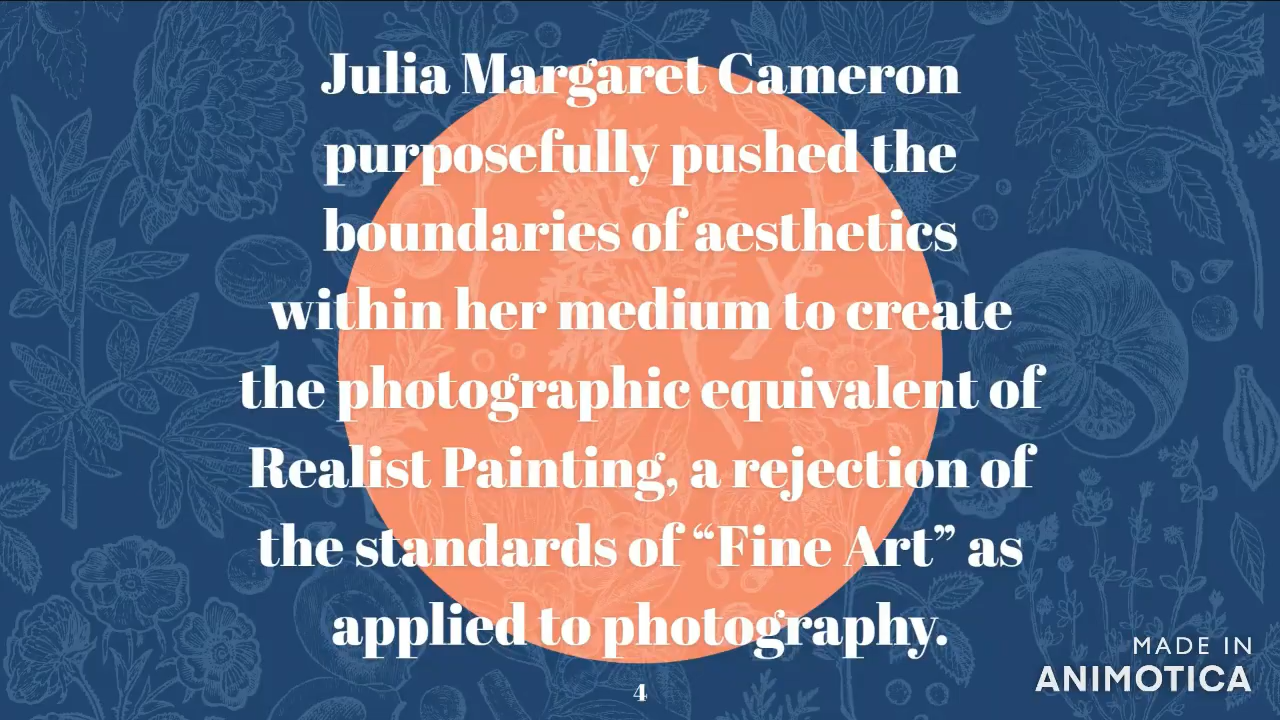 Julia Margaret Cameron
purposefully pushed the
boundaries of aesthetics
within her medium to create
the photographic equivalent of
Realist Painting, a rejection of
the standards of “Fine Art” as
applied to photography.
4
MADE IN
ANIMOTICA